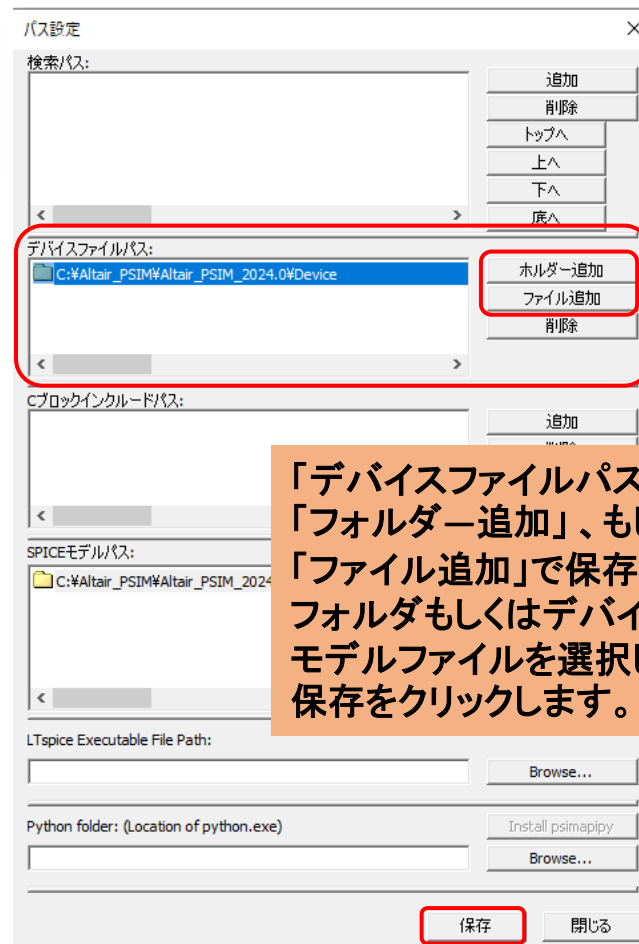 パス設定
検索パス:
追加
削除
トップへ
上へ
下へ
底へ
デバイスファイルパス:
C:¥Altair_PSIM¥Altair_PSIM_2024.0¥Device
ホルダー追加
ファイル追加
削除
Cブロックインクルードパス:
追加
「デバイスファイルパス
「フォルダー追加」、も
「ファイル追加」で保存
フォルダもしくはデバイ
モデルファイルを選択
保存をクリックします。
SPICEモデルパス:
C:¥Altair_PSIM¥Altair_PSIM_2024
LTspice Executable File Path:
Browse...
Python folder: (Location of python.exe)
Install psimapipy
Browse...
保存
閉じる